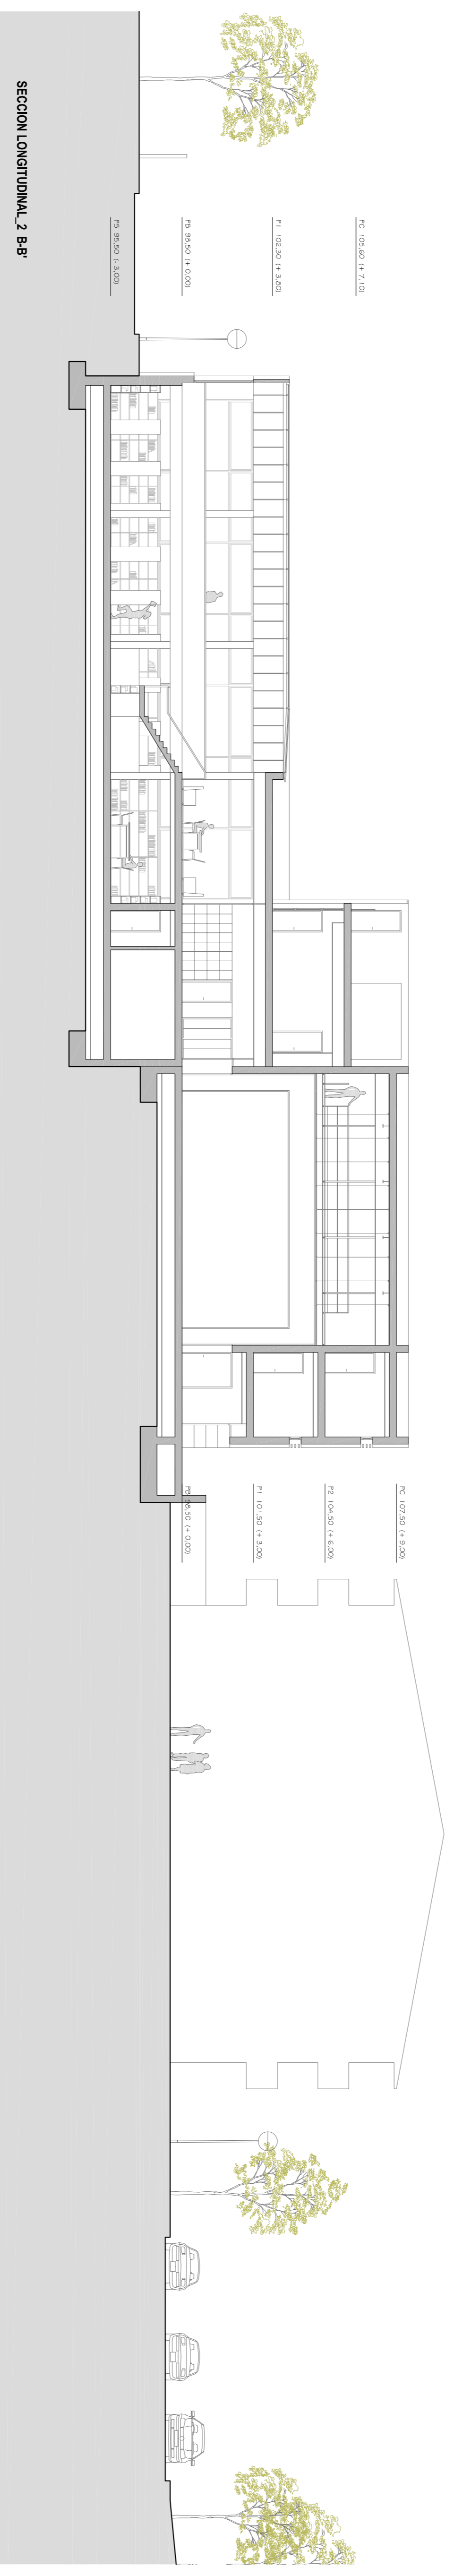 PC 105,60 (+ 7,10)
P1 102,30 (+ 3,80)
PB 98,50 (+ 0,00)
PS 95,50 (- 3,00)
PC 107,50 (+ 9,00)
P2 104,50 (+ 6,00)
P1 101,50 (+ 3,00)
PB 98,50 (+ 0,00)
SECCION LONGITUDINAL_2 B-B'